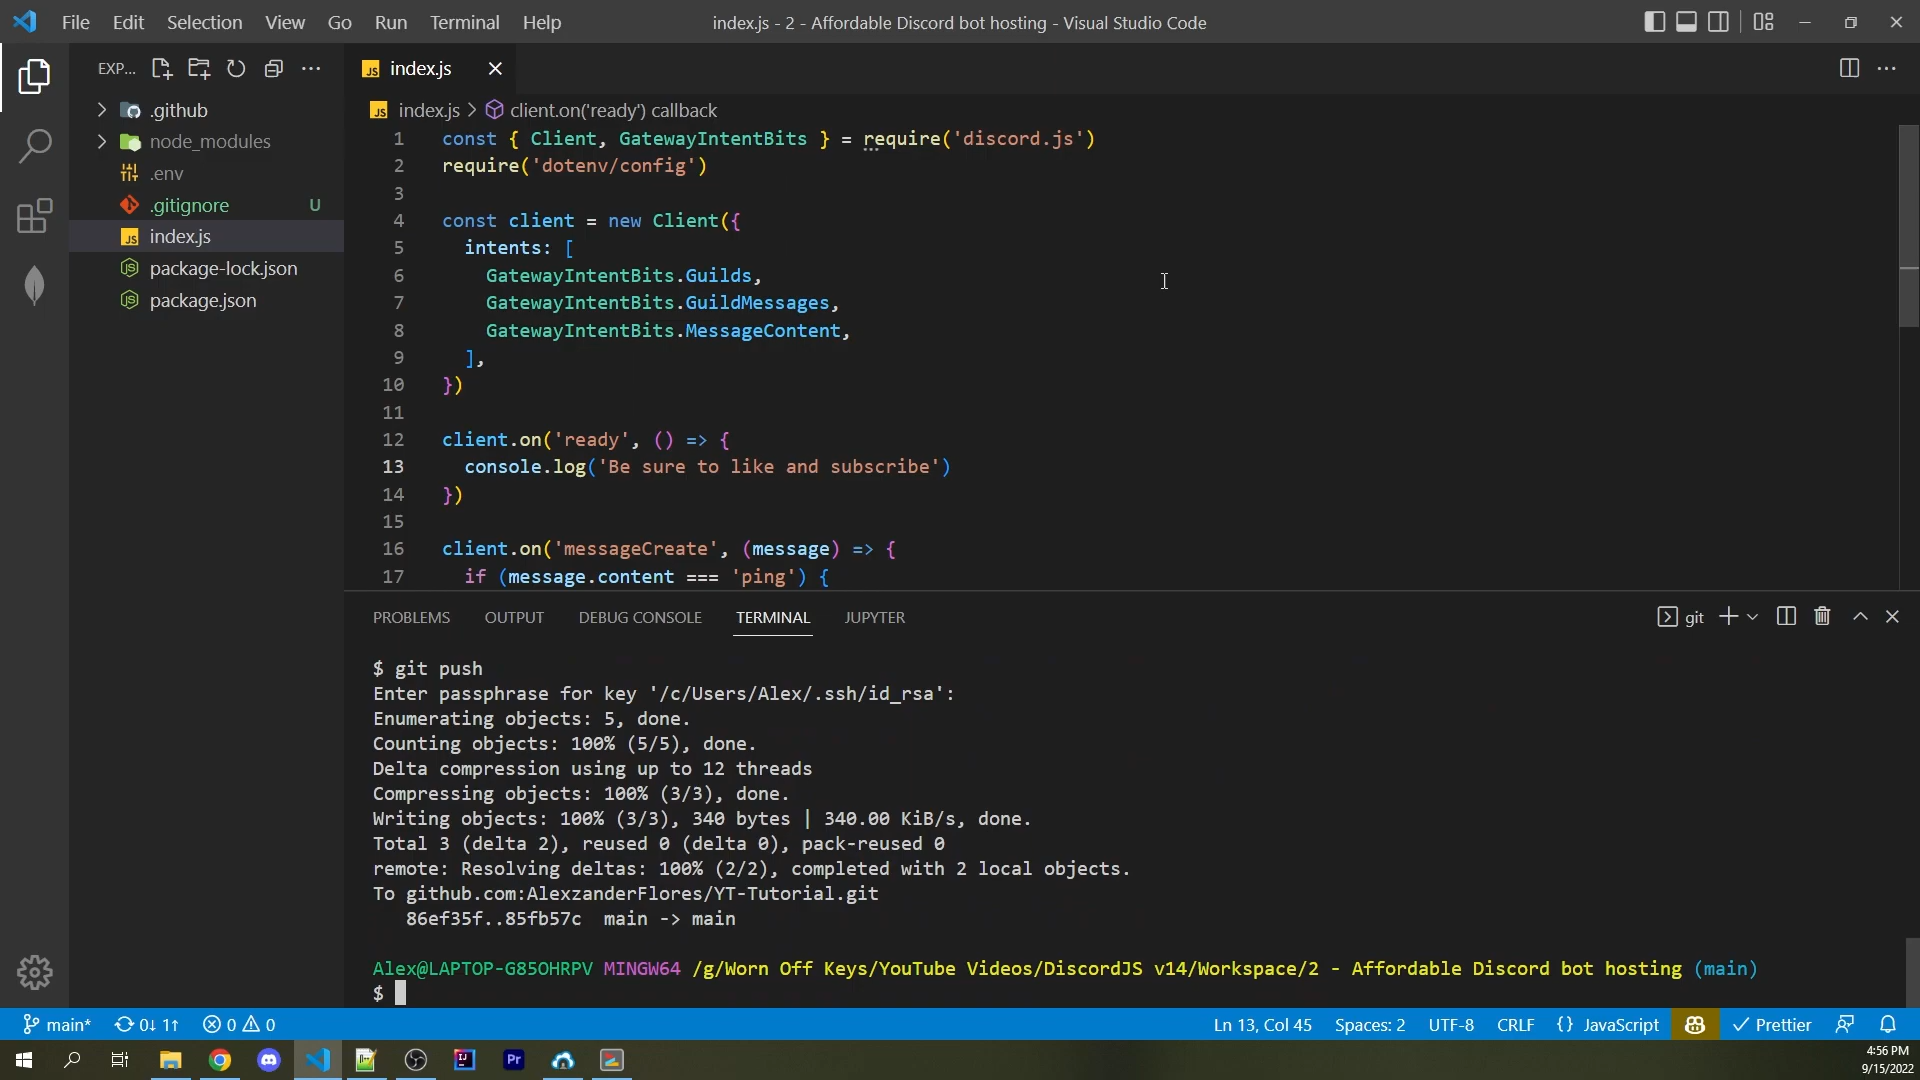 File Edit Selection View Go Run Terminal Help
index.js - 2 - Affordable Discord bot hosting - Visual Studio Code
EXP...
.github
node_modules
.env
.gitignore U
index.js
package-lock.json
package.json
index.js
index.js > client.on('ready') callback
1 const { Client, GatewayIntentBits } = require('discord.js')
2 require('dotenv/config')
3
4 const client = new Client({
5 intents: [
6 GatewayIntentBits.Guilds,
7 GatewayIntentBits.GuildMessages,
8 GatewayIntentBits.MessageContent,
9 ],
10 })
11
12 client.on('ready', () => {
13 console.log('Be sure to like and subscribe')
14 })
15
16 client.on('messageCreate', (message) => {
17 if (message.content === 'ping') {
PROBLEMS OUTPUT DEBUG CONSOLE TERMINAL JUPYTER
git
$ git push
Enter passphrase for key '/c/Users/Alex/.ssh/id_rsa':
Enumerating objects: 5, done.
Counting objects: 100% (5/5), done.
Delta compression using up to 12 threads
Compressing objects: 100% (3/3), done.
Writing objects: 100% (3/3), 340 bytes | 340.00 KiB/s, done.
Total 3 (delta 2), reused 0 (delta 0), pack-reused 0
remote: Resolving deltas: 100% (2/2), completed with 2 local objects.
To github.com:AlexzanderFlores/YT-Tutorial.git
86ef35f..85fb57c main -> main
Alex@LAPTOP-G85OHRPV MINGW64 /g/Worn Off Keys/YouTube Videos/DiscordJS v14/Workspace/2 - Affordable Discord bot hosting (main)
$
main* 0↓ 1↑ 0 0
Ln 13, Col 45 Spaces: 2 UTF-8 CRLF {} JavaScript Prettier
4:56 PM
9/15/2022